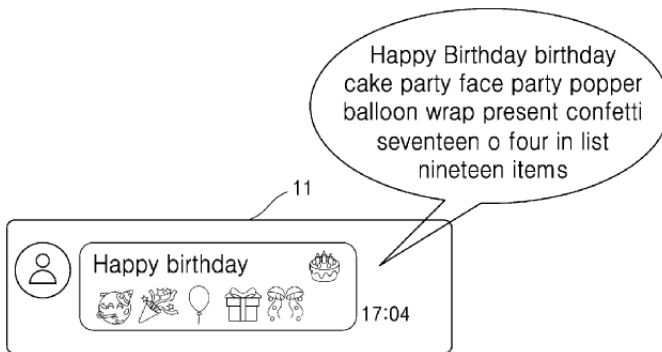 Happy Birthday birthday
cake party face party popper
balloon wrap present confetti
seventeen o four in list
nineteen items
11
Happy birthday
17:04